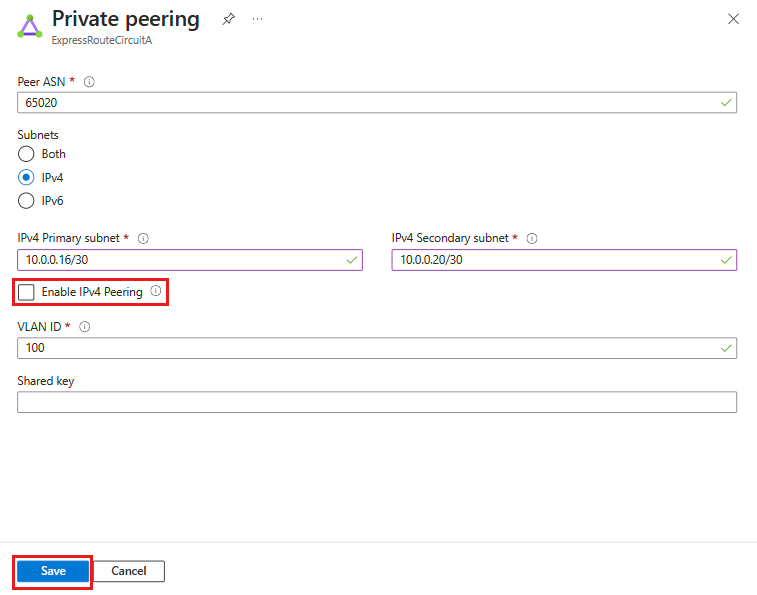 Private peering
ExpressRouteCircuitA
Peer ASN *
65020
Subnets
Both
IPv4
IPv6
IPv4 Primary subnet * IPv4 Secondary subnet *
10.0.0.16/30 10.0.0.20/30
Enable IPv4 Peering
VLAN ID *
100
Shared key
Save Cancel